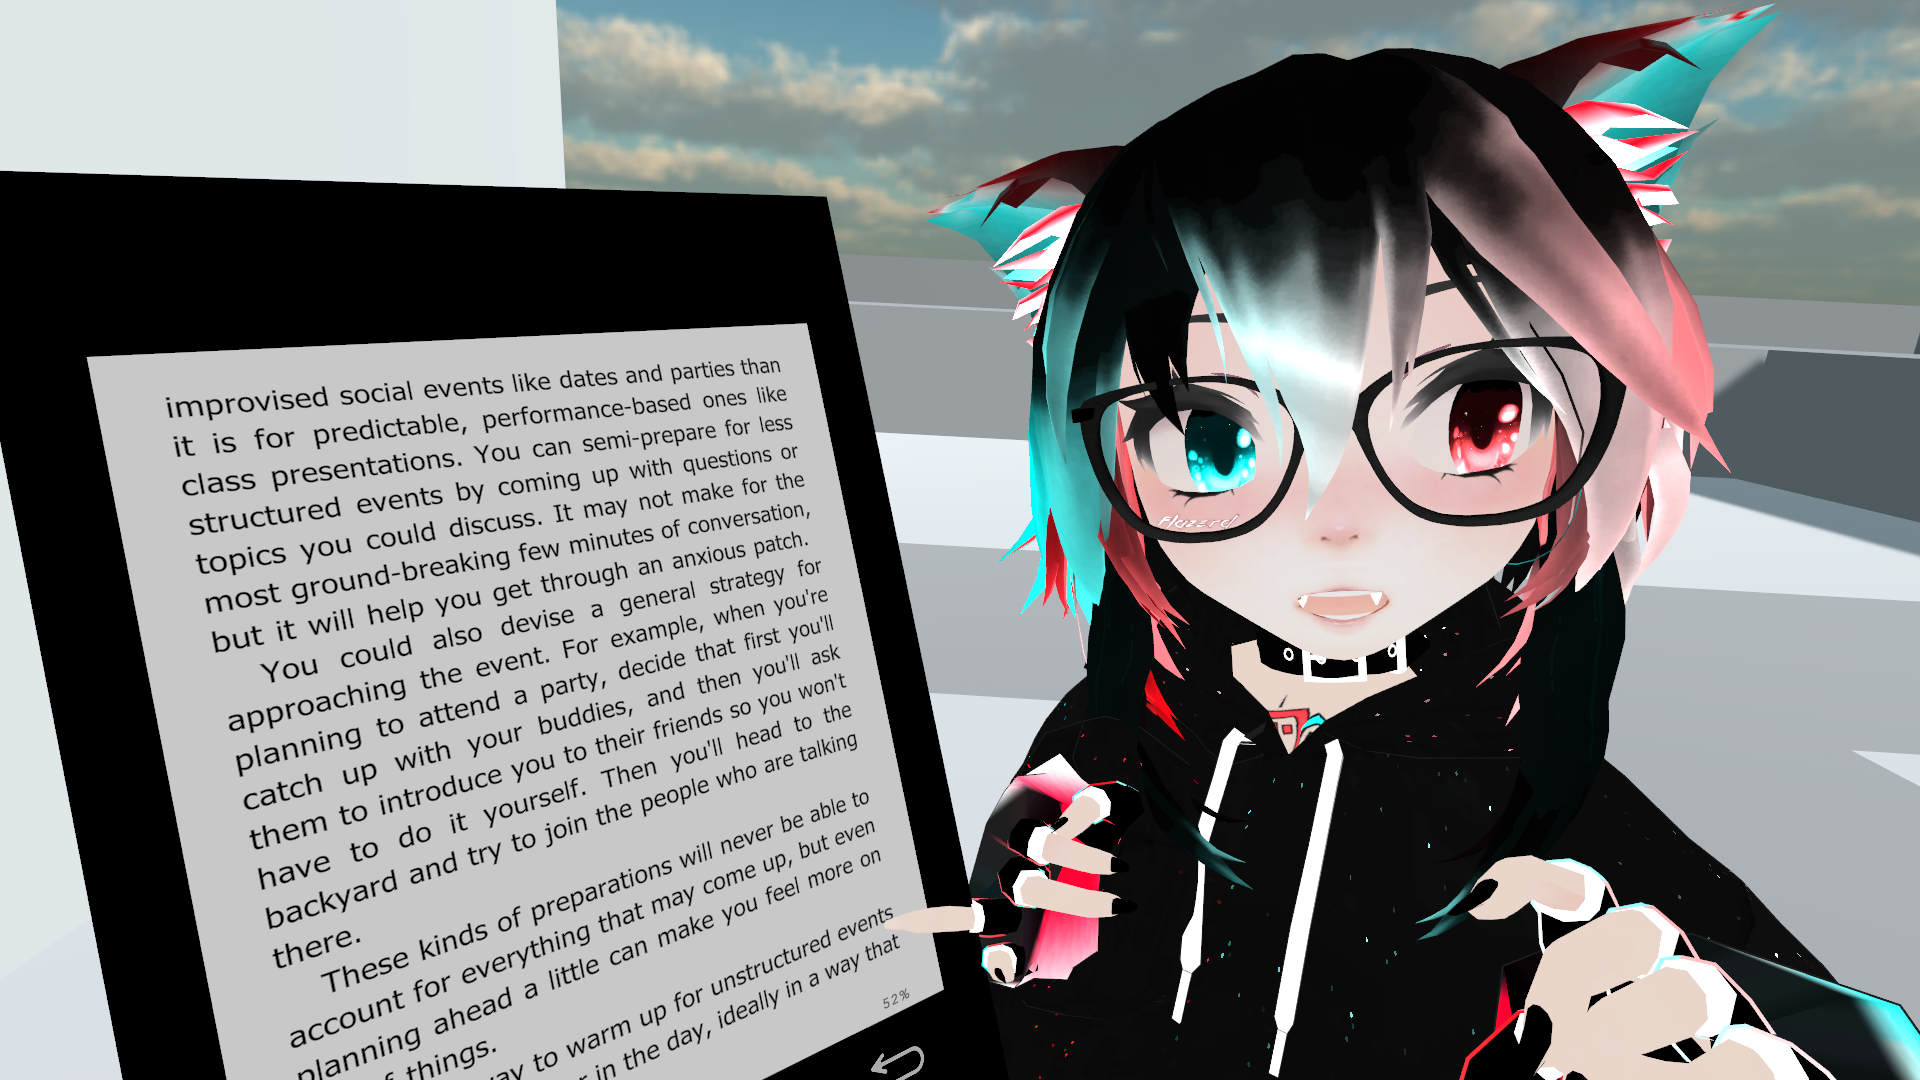 improvised social events like dates and parties than
it is for predictable, performance-based ones like
class presentations. You can semi-prepare for less
structured events by coming up with questions or
topics you could discuss. It may not make for the
most ground-breaking few minutes of conversation,
but it will help you get through an anxious patch.
You could also devise a general strategy for
approaching the event. For example, when you're
planning to attend a party, decide that first you'll
catch up with your buddies, and then you'll ask
them to introduce you to their friends so you won't
have to do it yourself. Then you'll head to the
backyard and try to join the people who are talking
there.
These kinds of preparations will never be able to
account for everything that may come up, but even
planning ahead a little can make you feel more on
things.
way to warm up for unstructured events
in the day, ideally in a way that
52%